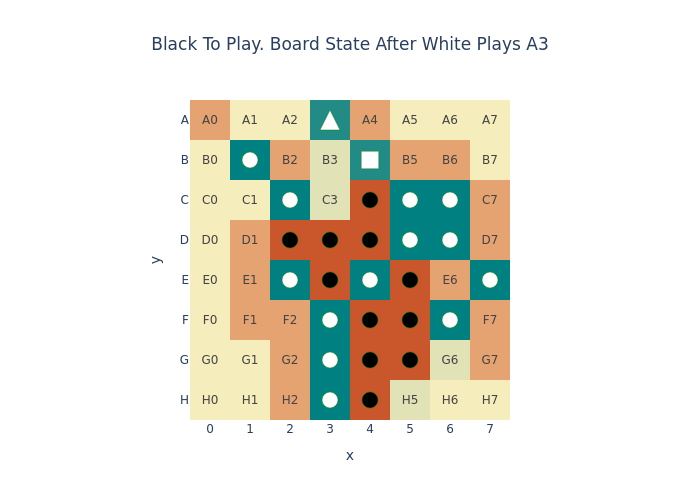 Black To Play. Board State After White Plays A3
A A0 A1 A2 A4 A5 A6 A7
B B0 B2 B3 B5 B6 B7
C C0 C1 C3 C7
D D0 D1 D7
E E0 E1 E6
F F0 F1 F2 F7
G G0 G1 G2 G6 G7
H H0 H1 H2 H5 H6 H7
0 1 2 3 4 5 6 7
x
y